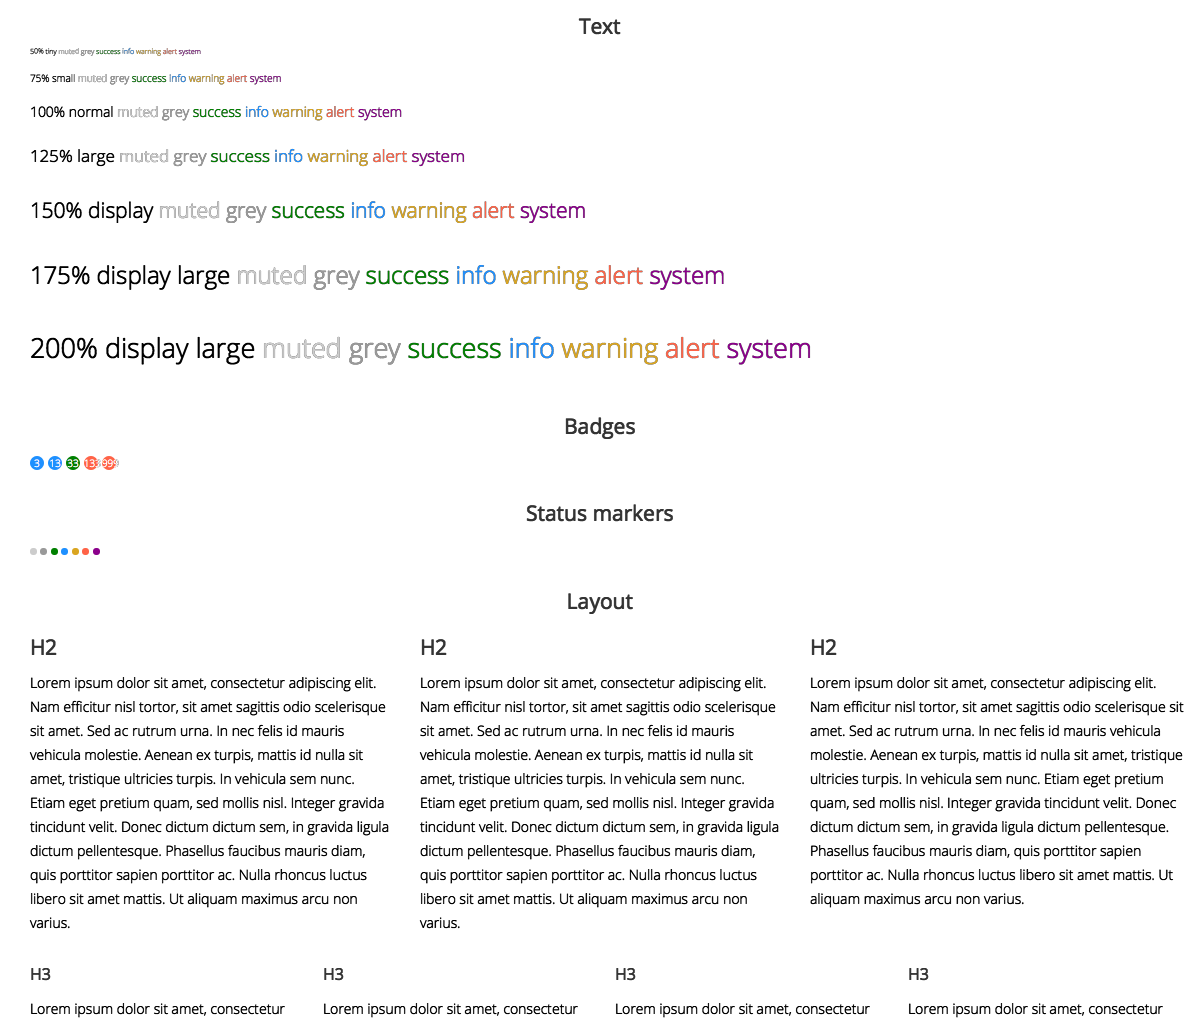 Text
50% tiny muted grey success info warning alert system
75% small muted grey success info warning alert system
100% normal muted grey success info warning alert system
125% large muted grey success info warning alert system
150% display muted grey success info warning alert system
175% display large muted grey success info warning alert system
200% display large muted grey success info warning alert system
Badges
3 13 33 133 999
Status markers
Layout
H2
Lorem ipsum dolor sit amet, consectetur adipiscing elit.
Nam efficitur nisl tortor, sit amet sagittis odio scelerisque
amet. Sed ac rutrum urna. In nec felis id mauris
vehicula molestie. Aenean ex turpis, mattis id nulla sit
amet, tristique ultricies turpis. In vehicula sem nunc.
Etiam eget pretium quam, sed mollis nisl. Integer gravida
tincidunt velit. Donec dictum dictum sem, in gravida ligula
dictum pellentesque. Phasellus faucibus mauris diam,
quis porttitor sapien porttitor ac. Nulla rhoncus luctus
libero sit amet mattis. Ut aliquam maximus arcu non
varius.
H2
Lorem ipsum dolor sit amet, consectetur adipiscing elit.
Nam efficitur nisl tortor, sit amet sagittis odio scelerisque
amet. Sed ac rutrum urna. In nec felis id mauris
vehicula molestie. Aenean ex turpis, mattis id nulla sit
amet, tristique ultricies turpis. In vehicula sem nunc.
Etiam eget pretium quam, sed mollis nisl. Integer gravida
tincidunt velit. Donec dictum dictum sem, in gravida ligula
dictum pellentesque. Phasellus faucibus mauris diam,
quis porttitor sapien porttitor ac. Nulla rhoncus luctus
libero sit amet mattis. Ut aliquam maximus arcu non
varius.
H2
Lorem ipsum dolor sit amet, consectetur adipiscing elit.
Nam efficitur nisl tortor, sit amet sagittis odio scelerisque sit
amet. Sed ac rutrum urna. In nec felis id mauris vehicula
molestie. Aenean ex turpis, mattis id nulla sit amet, tristique
ultricies turpis. In vehicula sem nunc. Etiam eget pretium
quam, sed mollis nisl. Integer gravida tincidunt velit. Donec
dictum dictum sem, in gravida ligula dictum pellentesque.
Phasellus faucibus mauris diam, quis porttitor sapien
porttitor ac. Nulla rhoncus luctus libero sit amet mattis. Ut
aliquam maximus arcu non varius.
H3
Lorem ipsum dolor sit amet, consectetur
H3
Lorem ipsum dolor sit amet, consectetur
H3
Lorem ipsum dolor sit amet, consectetur
H3
Lorem ipsum dolor sit amet, consectetur